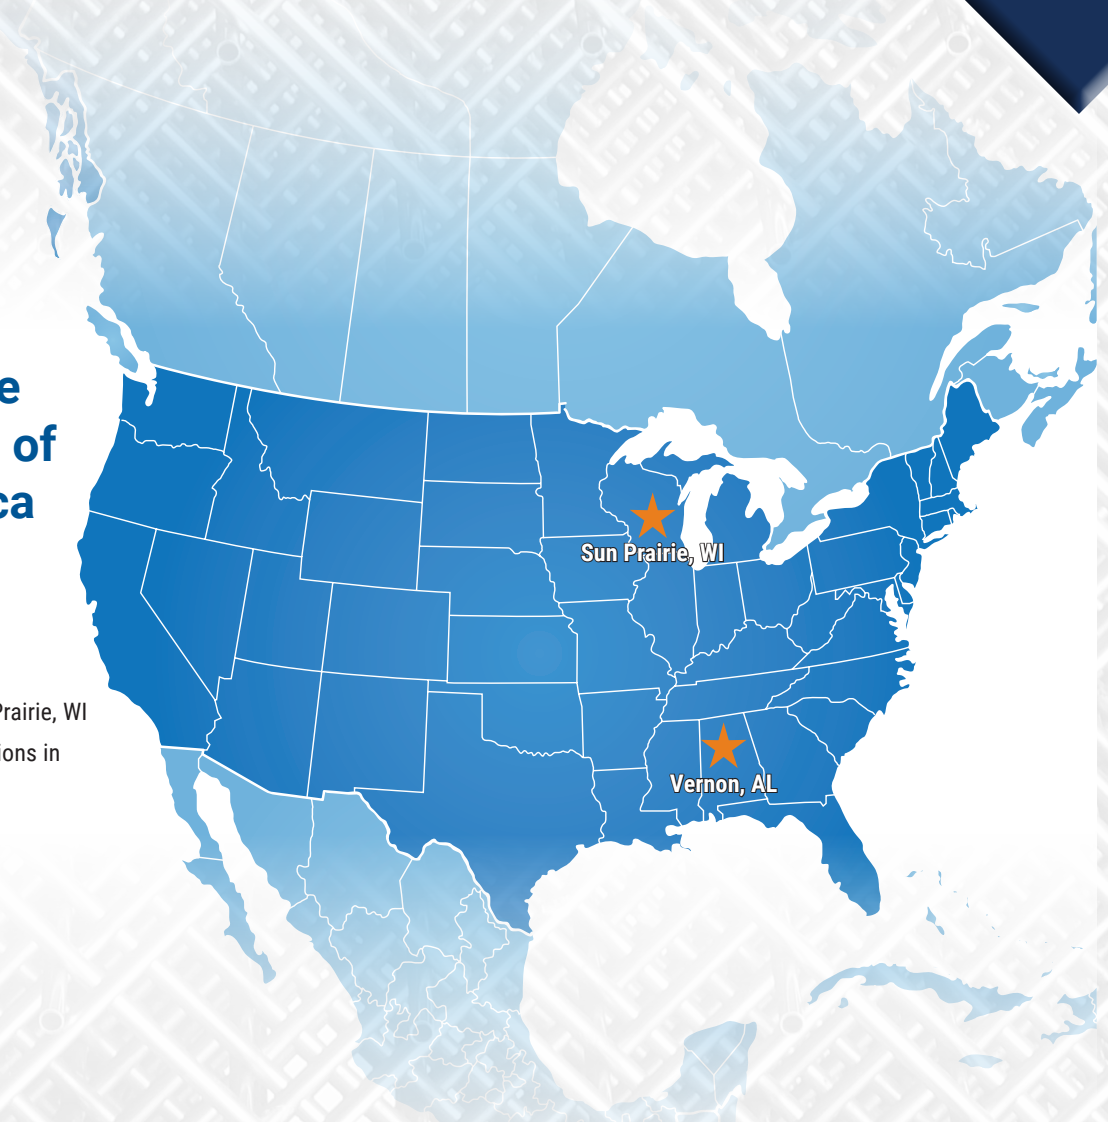 e
of
ca
Prairie, WI
ions in
Sun Prairie, WI
Vernon, AL